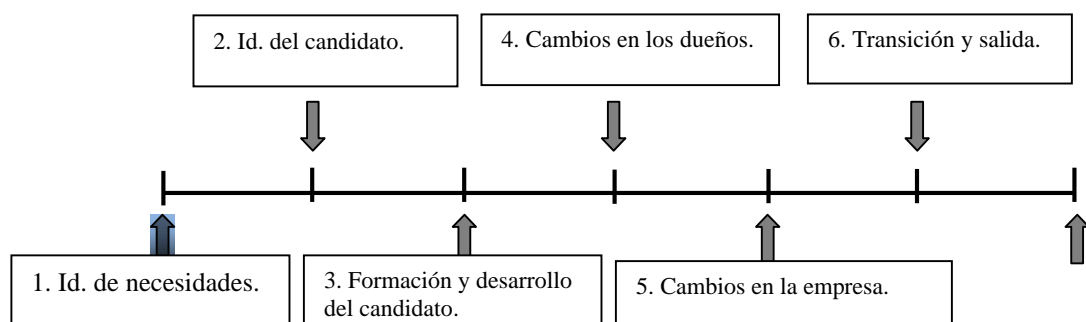 2. Id. del candidato.
4. Cambios en los dueños.
6. Transición y salida.
1. Id. de necesidades.
3. Formación y desarrollo
del candidato.
5. Cambios en la empresa.